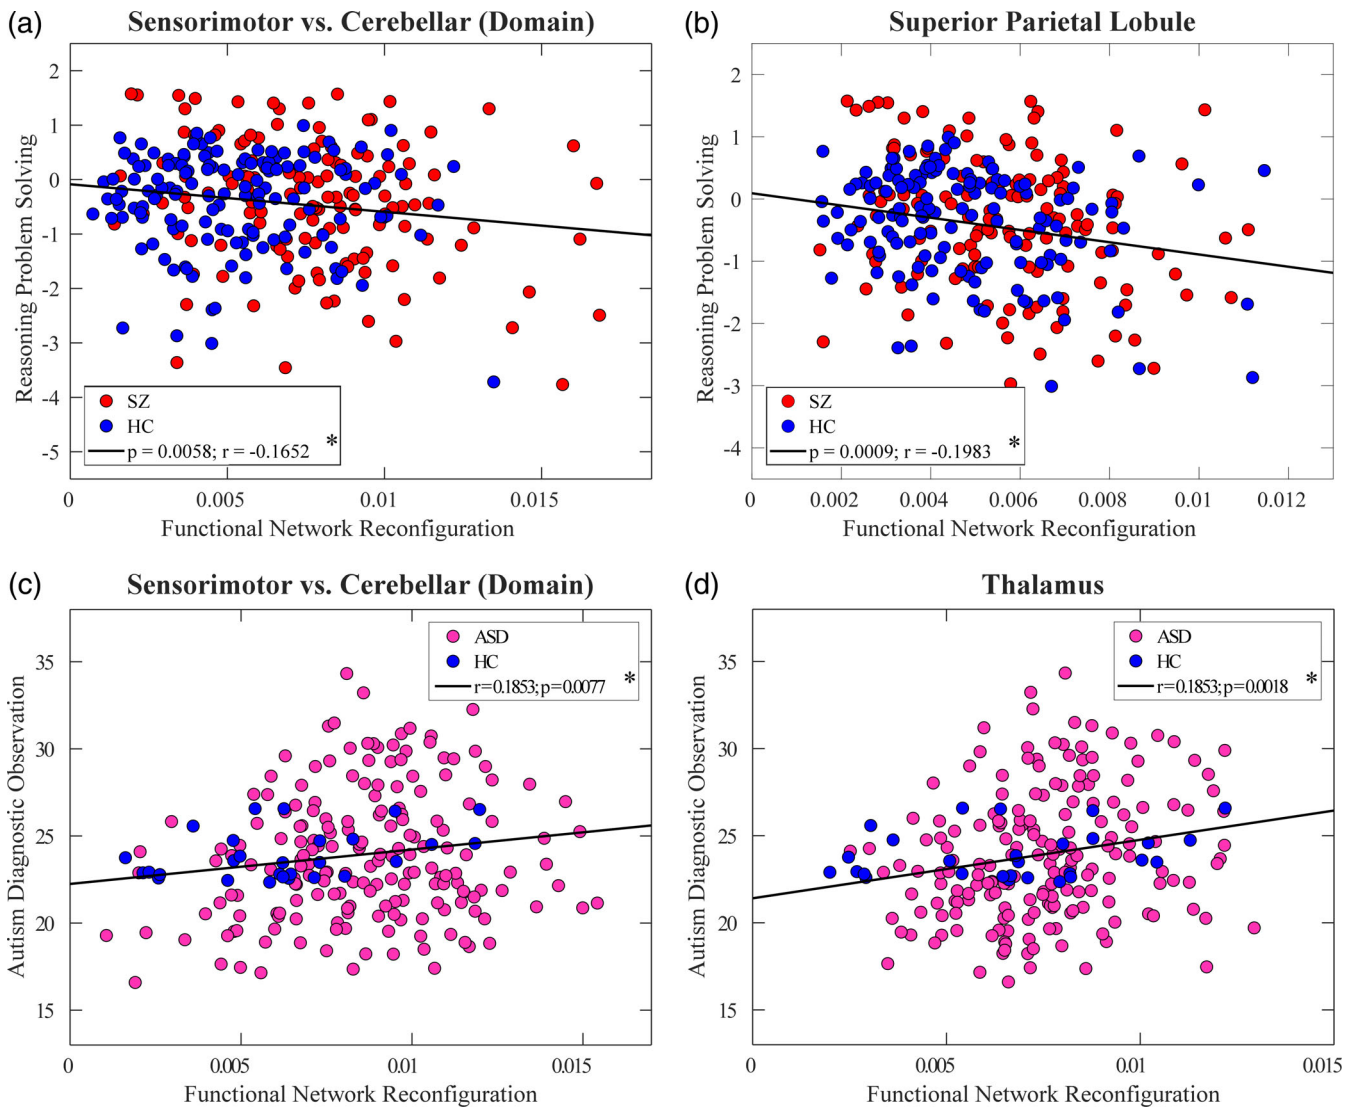 (a)
Sensorimotor vs. Cerebellar (Domain)
Reasoning Problem Solving
2
1
0
-1
-2
-3
-4
-5
SZ
HC
p = 0.0058; r = -0.1652 *
0 0.005 0.01 0.015
Functional Network Reconfiguration
(b)
Superior Parietal Lobule
Reasoning Problem Solving
2
1
0
-1
-2
-3
-4
SZ
HC
p = 0.0009; r = -0.1983 *
0 0.002 0.004 0.006 0.008 0.01 0.012
Functional Network Reconfiguration
(c)
Sensorimotor vs. Cerebellar (Domain)
Autism Diagnostic Observation
35
30
25
20
15
ASD
HC
r=0.1853; p=0.0077 *
0 0.005 0.01 0.015
Functional Network Reconfiguration
(d)
Thalamus
Autism Diagnostic Observation
35
30
25
20
15
ASD
HC
r=0.1853; p=0.0018 *
0 0.005 0.01 0.015
Functional Network Reconfiguration